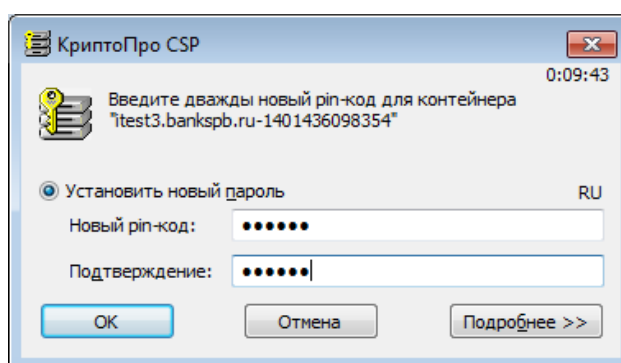 КриптоПро CSP
0:09:43
Введите дважды новый pin-код для контейнера
"itest3.bankspb.ru-1401436098354"
Установить новый пароль
RU
Новый pin-код: ●●●●●●
Подтверждение: ●●●●●●
OK Отмена Подробнее >>